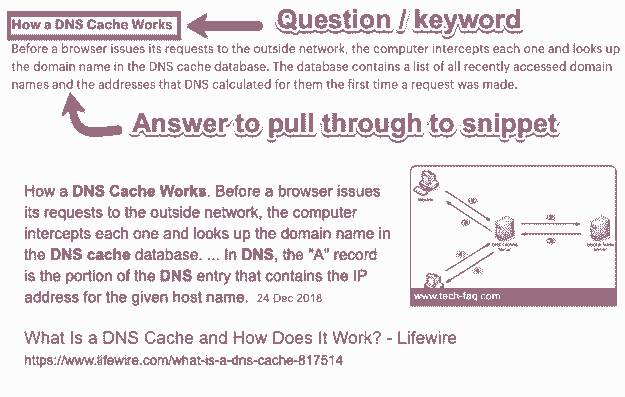 How a DNS Cache Works
Question / keyword
Before a browser issues its requests to the outside network, the computer intercepts each one and looks up
the domain name in the DNS cache database. The database contains a list of all recently accessed domain
names and the addresses that DNS calculated for them the first time a request was made.
Answer to pull through to snippet
How a DNS Cache Works. Before a browser issues
its requests to the outside network, the computer
intercepts each one and looks up the domain name in
the DNS cache database. ... In DNS, the "A" record
is the portion of the DNS entry that contains the IP
address for the given host name. 24 Dec 2018
www.tech-faq.com
What Is a DNS Cache and How Does It Work? - Lifewire
https://www.lifewire.com/what-is-a-dns-cache-817514